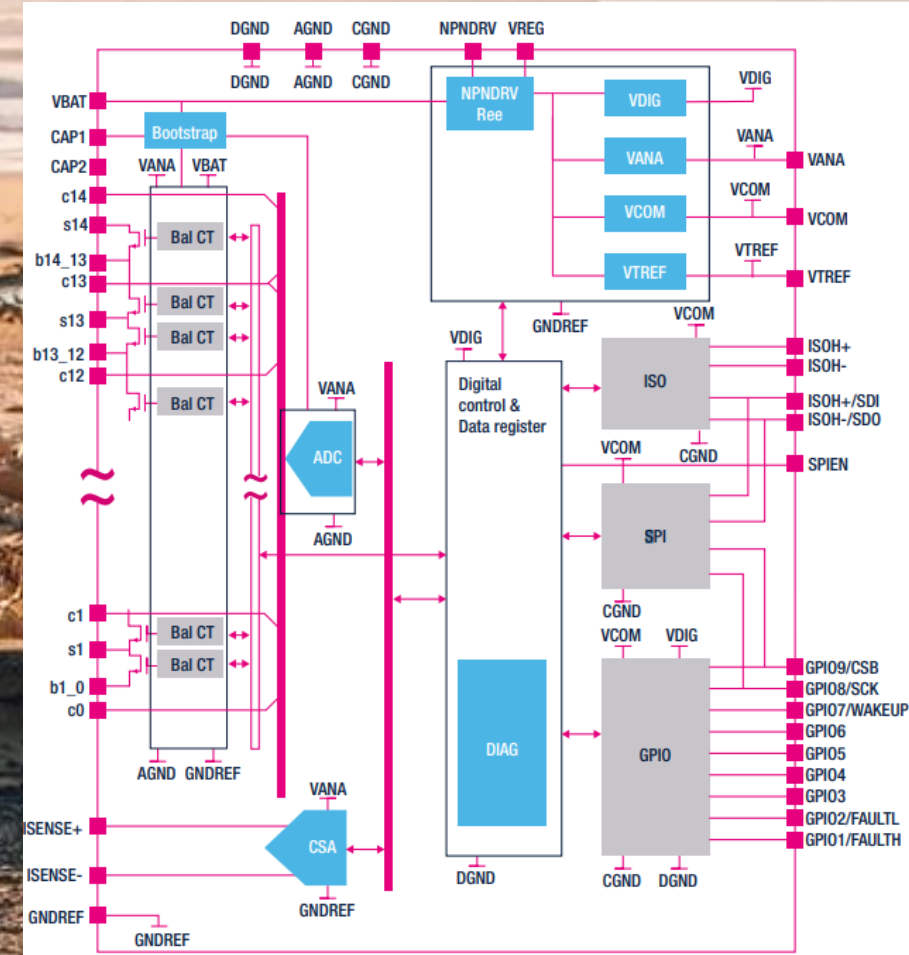 DGND AGND CGND NPNDRV VREG
DGND AGND CGND
VBAT
CAP1
CAP2
c14
s14
b14_13
c13
s13
b13_12
c12
c1
s1
b1_0
c0
ISENSE+
ISENSE-
GNDREF
GNDREF
Bootstrap
VANA VBAT
Bal CT
Bal CT
Bal CT
Bal CT
Bal CT
Bal CT
AGND GNDREF
VANA
ADC
AGND
VANA
CSA
GNDREF
NPNDRV
Ree
VDIG
VANA
VCOM
VTREF
VDIG
VANA
VCOM
VTREF
GNDREF
VDIG
Digital
control &
Data register
DIAG
DGND
VCOM
ISO
CGND
VCOM
SPI
CGND
VCOM VDIG
GPIO
CGND DGND
VANA
VCOM
VTREF
ISOH+
ISOH-
ISOH+/SDI
ISOH-/SDO
SPIEN
GPIO9/CSB
GPIO8/SCK
GPIO7/WAKEUP
GPIO6
GPIO5
GPIO4
GPIO3
GPIO2/FAULTL
GPIO1/FAULTH